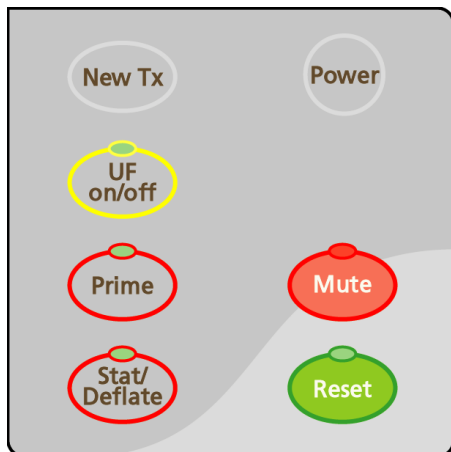 New Tx
Power
UF
on/off
Prime
Mute
Stat/
Deflate
Reset